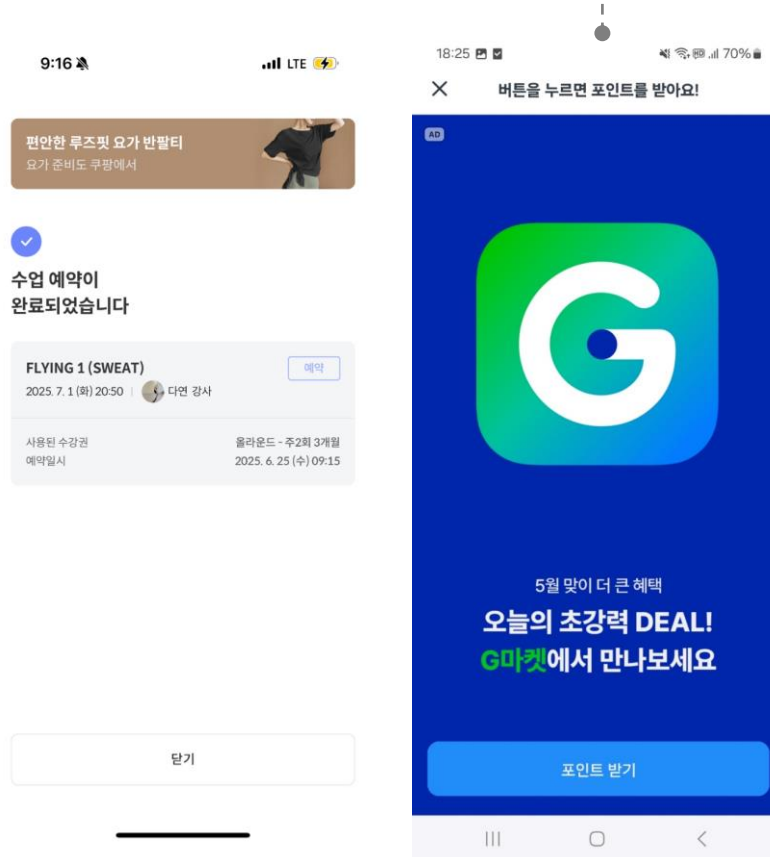 9:16
LTE
편안한 루즈핏 요가 반팔티
요가 준비도 쿠팡에서
수업 예약이
완료되었습니다
FLYING 1 (SWEAT)
예약
2025. 7. 1 (화) 20:50
다연 강사
사용된 수강권
올라운드 - 주2회 3개월
예약일시
2025. 6. 25 (수) 09:15
닫기
18:25
70%
버튼을 누르면 포인트를 받아요!
AD
G
5월 맞이 더 큰 혜택
오늘의 초강력 DEAL!
G마켓에서 만나보세요
포인트 받기